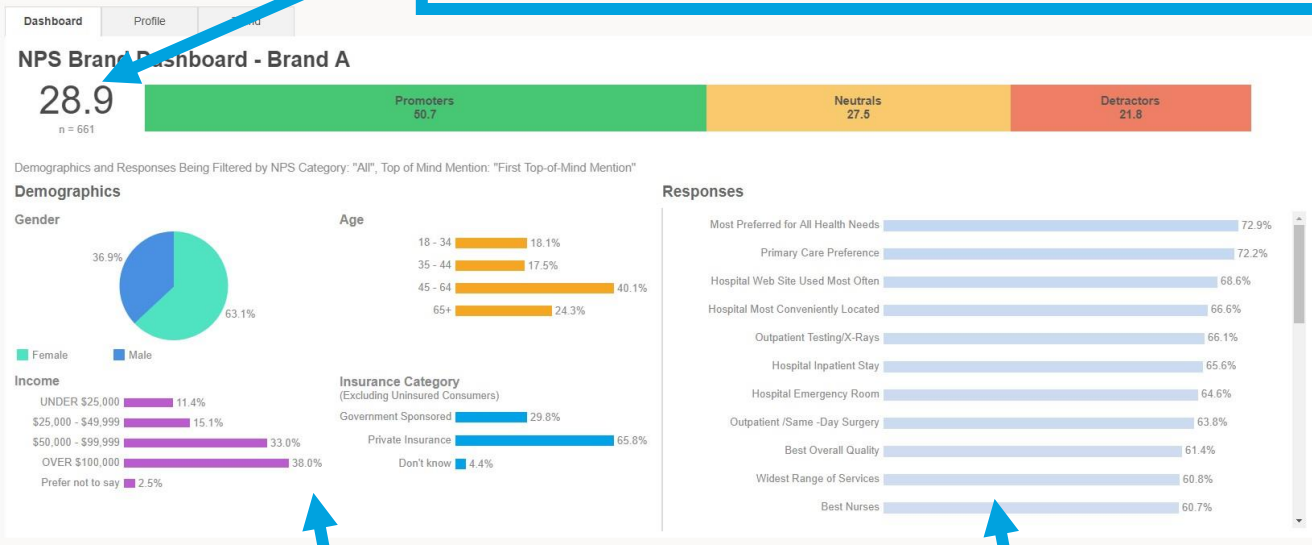 Dashboard
Profile
NPS Brand Dashboard - Brand A
28.9
n = 661
Promoters
50.7
Neutrals
27.5
Detractors
21.8
Demographics and Responses Being Filtered by NPS Category: "All", Top of Mind Mention: "First Top-of-Mind Mention"
Demographics
Gender
36.9%
63.1%
Female
Male
Age
18 - 34 18.1%
35 - 44 17.5%
45 - 64 40.1%
65+ 24.3%
Income
UNDER $25,000 11.4%
$25,000 - $49,999 15.1%
$50,000 - $99,999 33.0%
OVER $100,000 38.0%
Prefer not to say 2.5%
Insurance Category
(Excluding Uninsured Consumers)
Government Sponsored 29.8%
Private Insurance 65.8%
Don't know 4.4%
Responses
Most Preferred for All Health Needs 72.9%
Primary Care Preference 72.2%
Hospital Web Site Used Most Often 68.6%
Hospital Most Conveniently Located 66.6%
Outpatient Testing/X-Rays 66.1%
Hospital Inpatient Stay 65.6%
Hospital Emergency Room 64.6%
Outpatient /Same -Day Surgery 63.8%
Best Overall Quality 61.4%
Widest Range of Services 60.8%
Best Nurses 60.7%